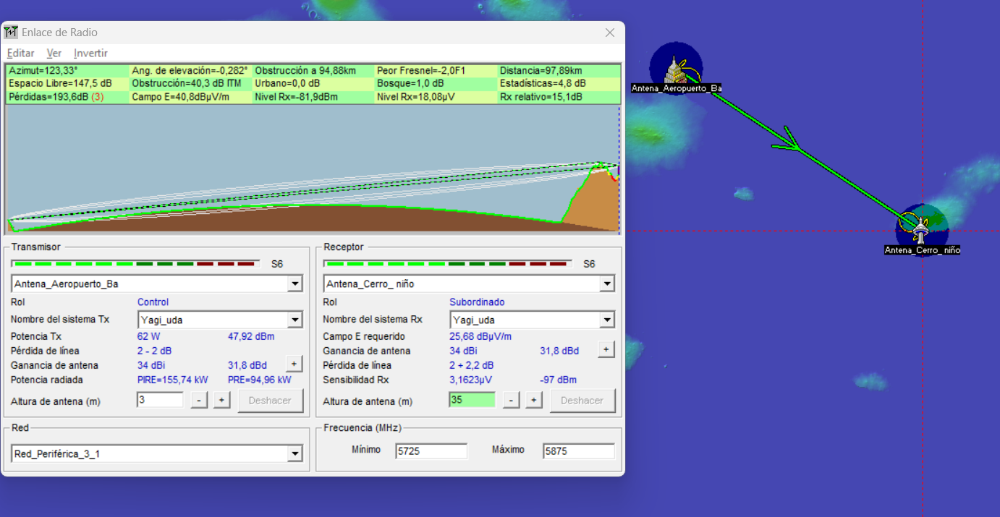 Enlace de Radio
Editar Ver Invertir
Azimut=123,33° Ang. de elevación=-0,282° Obstrucción a 94,88km Peor Fresnel=-2,0F1 Distancia=97,89km
Espacio Libre=147,5 dB Obstrucción=40,3 dB ITM Urbano=0,0 dB Bosque=1,0 dB Estadísticas=4,8 dB
Pérdidas=193,6dB (3) Campo E=40,8dBµV/m Nivel Rx=-81,9dBm Nivel Rx=18,08µV Rx relativo=15,1dB
Transmisor
S6
Antena_Aeropuerto_Ba
Rol Control
Nombre del sistema Tx Yagi_uda
Potencia Tx 62 W 47,92 dBm
Pérdida de línea 2 - 2 dB
Ganancia de antena 34 dBi 31,8 dBd +
Potencia radiada PIRE=155,74 kW PRE=94,96 kW
Altura de antena (m) 3 - + Deshacer
Receptor
S6
Antena_Cerro_ niño
Rol Subordinado
Nombre del sistema Rx Yagi_uda
Campo E requerido 25,68 dBµV/m
Ganancia de antena 34 dBi 31,8 dBd +
Pérdida de línea 2 + 2,2 dB
Sensibilidad Rx 3,1623µV -97 dBm
Altura de antena (m) 35 - + Deshacer
Red
Red_Periférica_3_1
Frecuencia (MHz)
Mínimo 5725 Máximo 5875
Antena_Aeropuerto_Ba
Antena_Cerro_ niño